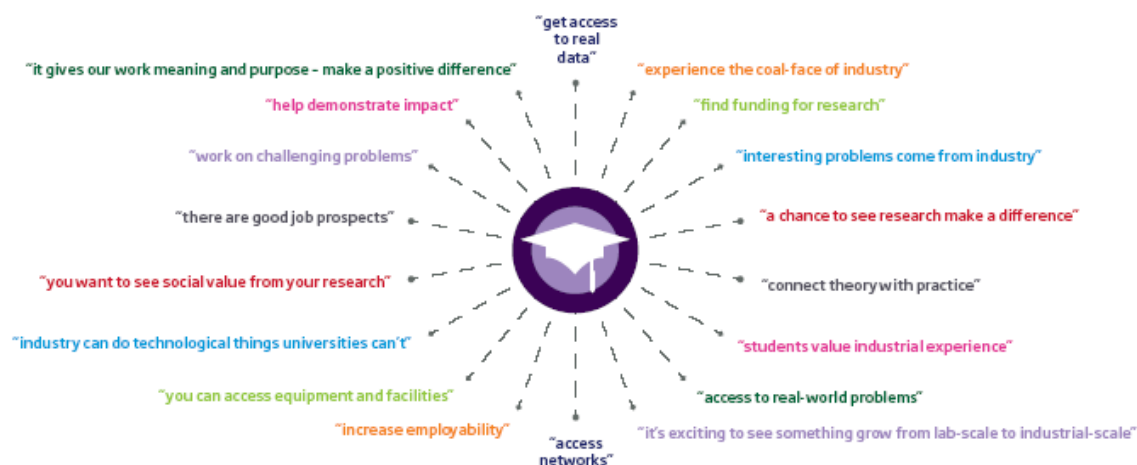 “get access
to real
data”
“it gives our work meaning and purpose – make a positive difference”
“experience the coal-face of industry”
“help demonstrate impact”
“find funding for research”
“work on challenging problems”
“interesting problems come from industry”
“there are good job prospects”
“a chance to see research make a difference”
“you want to see social value from your research”
“connect theory with practice”
“industry can do technological things universities can’t”
“students value industrial experience”
“you can access equipment and facilities”
“access to real-world problems”
“increase employability”
“it’s exciting to see something grow from lab-scale to industrial-scale”
“access
networks”